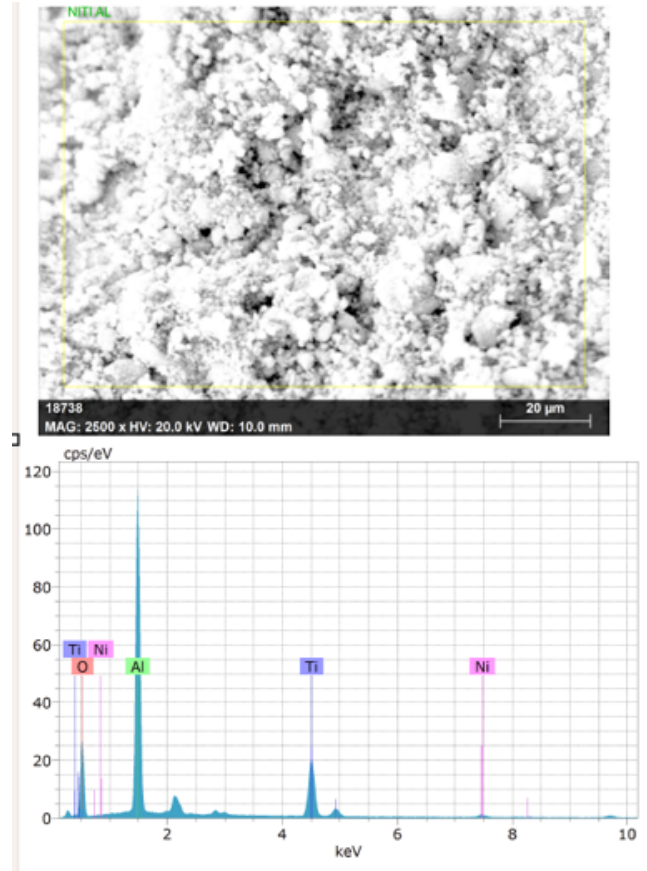 NITI AL
18738
20 µm
MAG: 2500 x HV: 20.0 kV WD: 10.0 mm
cps/eV
120
100
80
60
40
20
0
Ti Ni
O Al Ti Ni
2 4 6 8 10
keV